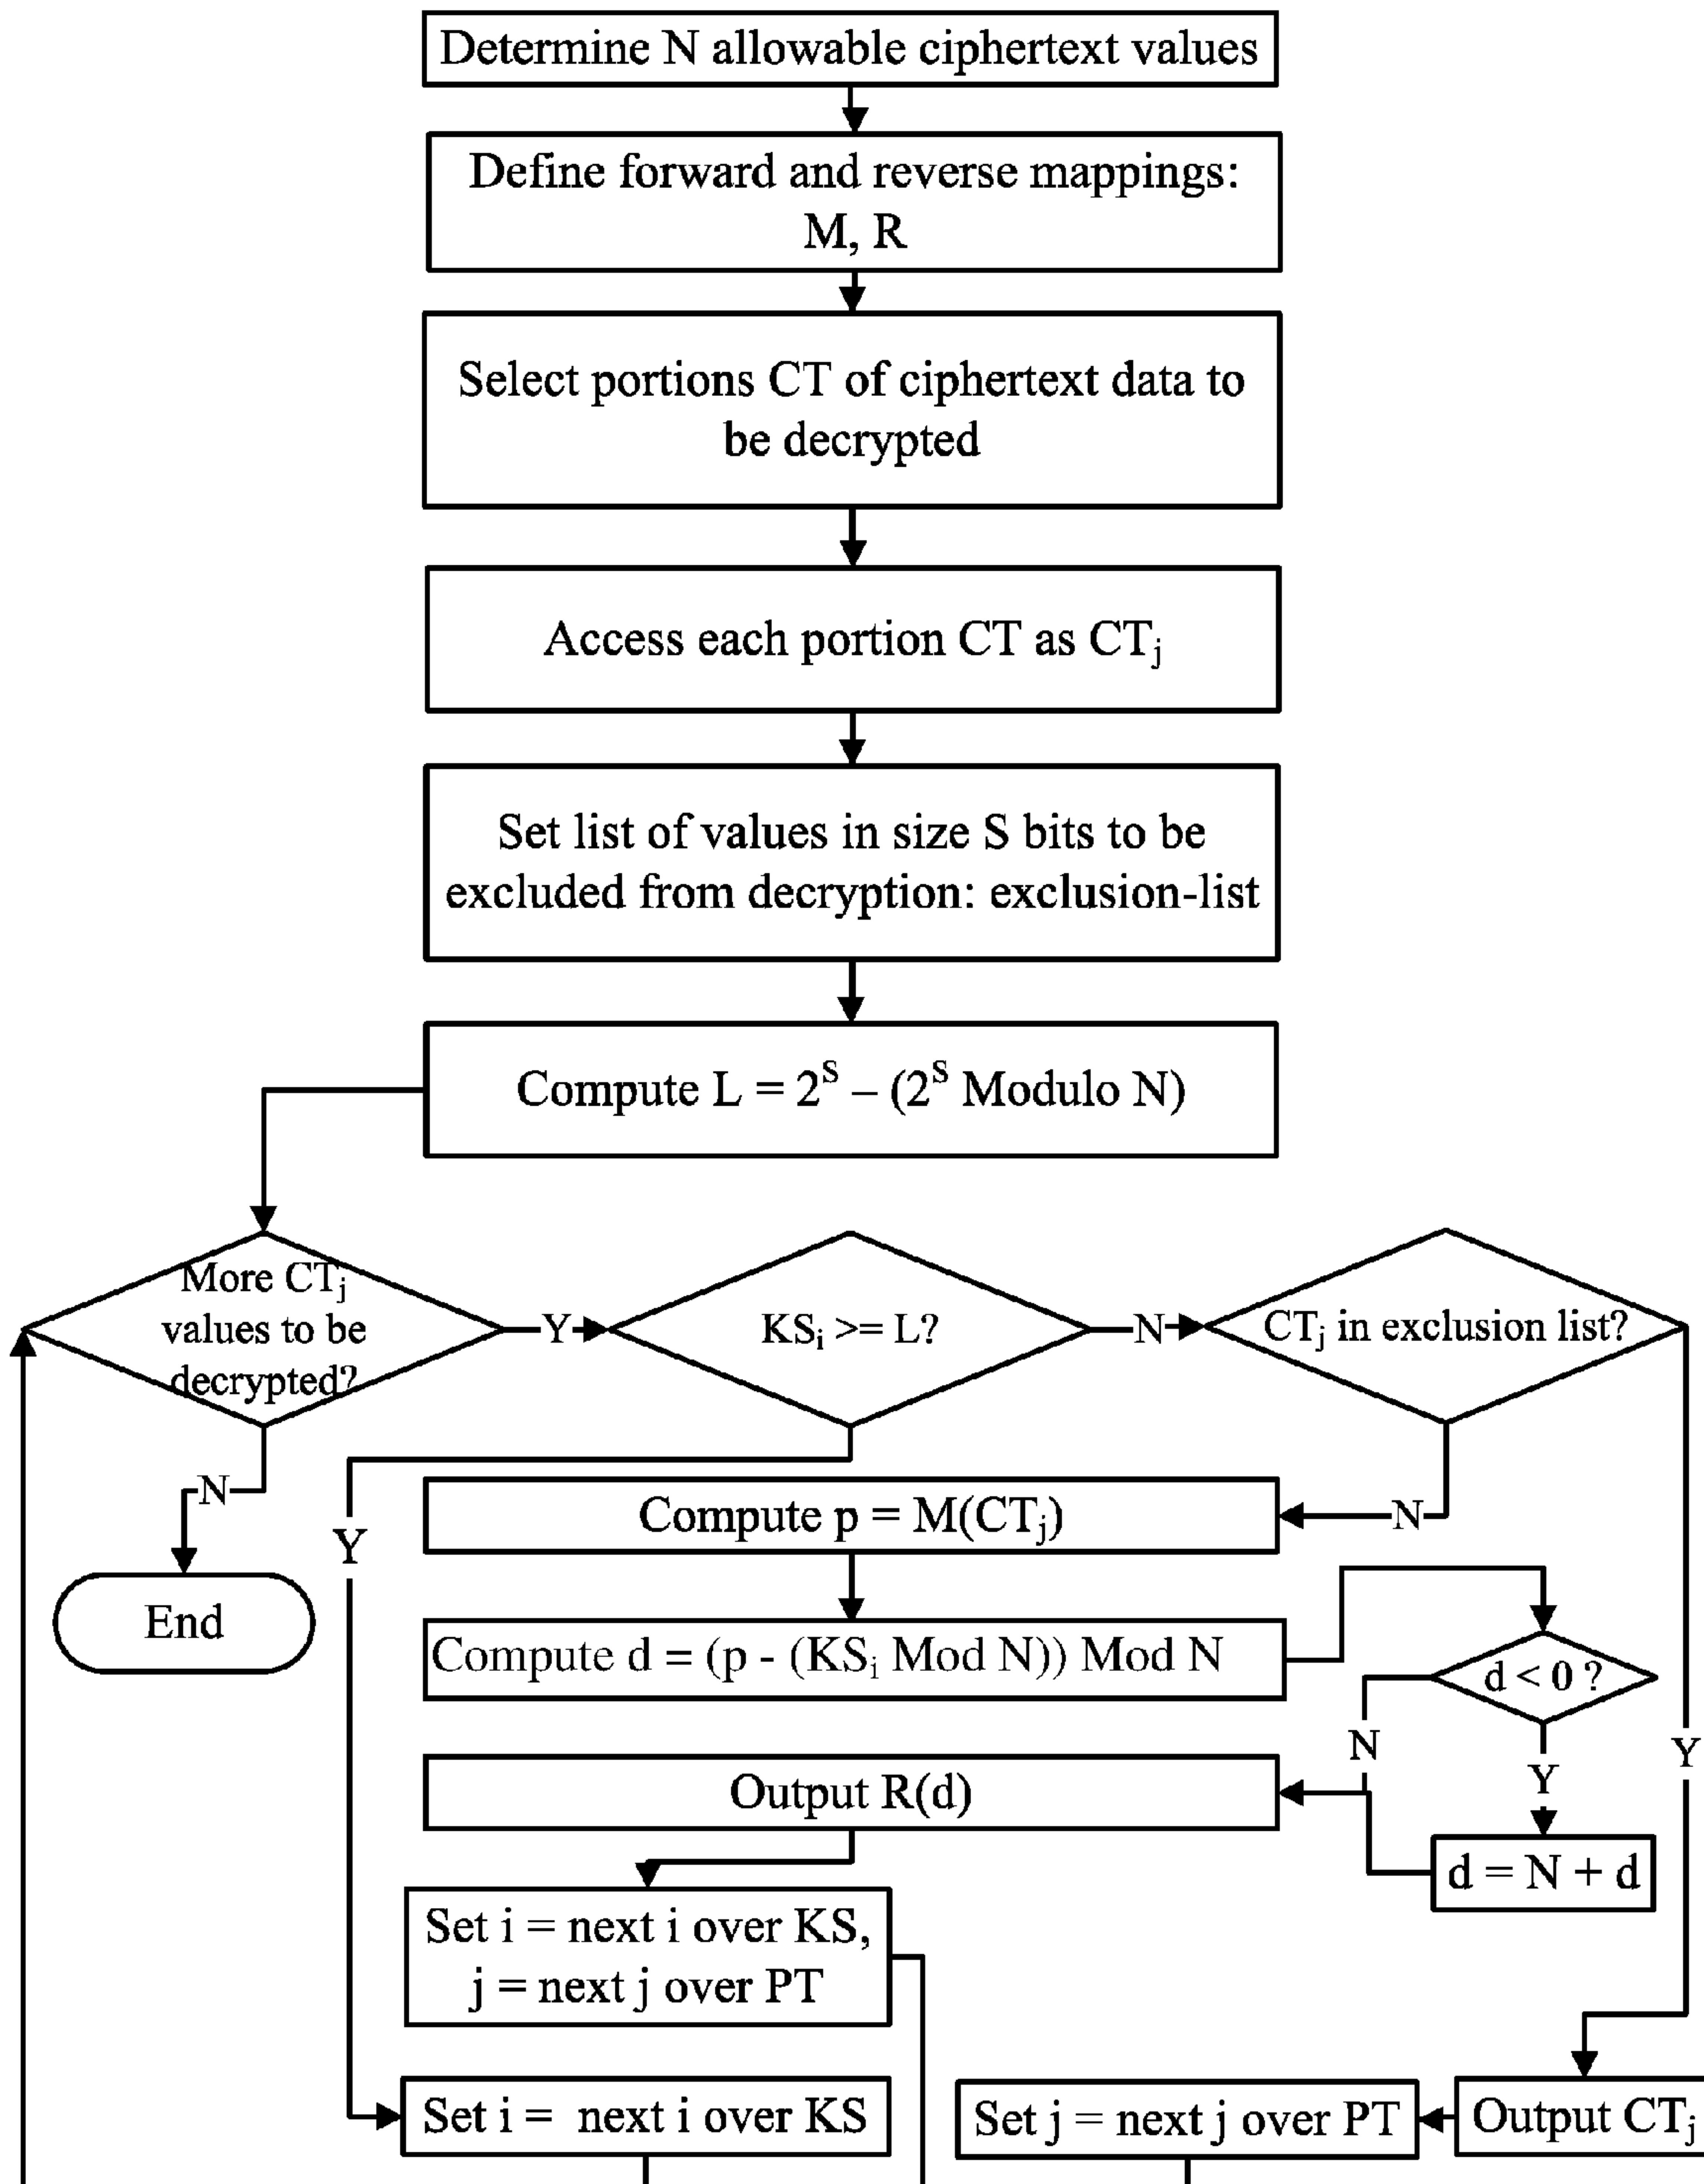 Determine N allowable ciphertext values
Define forward and reverse mappings:
M, R
Select portions CT of ciphertext data to
be decrypted
Access each portion CT as CTj
Set list of values in size S bits to be
excluded from decryption: exclusion-list
Compute L = 2^S – (2^S Modulo N)
More CTj
values to be
decrypted?
Y
KSi >= L?
N
CTj in exclusion list?
N
Y
Compute p = M(CTj)
N
End
Compute d = (p - (KSi Mod N)) Mod N
d < 0 ?
N
Y
Y
Output R(d)
d = N + d
Set i = next i over KS,
j = next j over PT
Set i = next i over KS
Set j = next j over PT
Output CTj